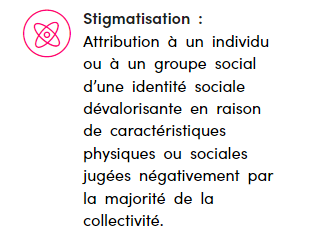 Stigmatisation :
Attribution à un individu
ou à un groupe social
d’une identité sociale
dévalorisante en raison
de caractéristiques
physiques ou sociales
jugées négativement par
la majorité de la
collectivité.